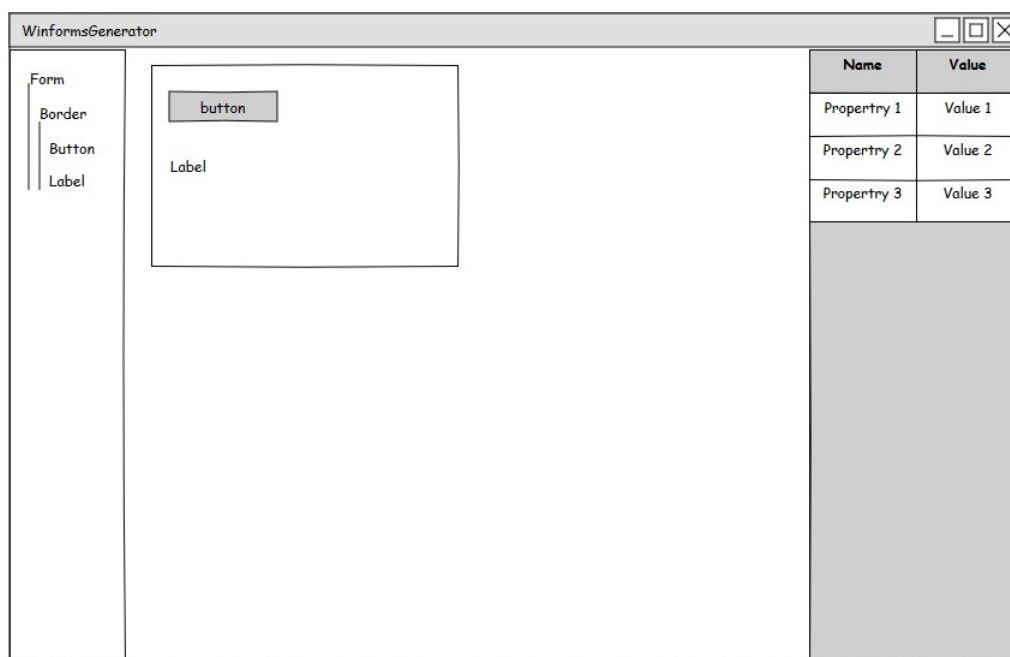 WinformsGenerator
Form
Border
Button
Label
button
Label
Name Value
Propertry 1 Value 1
Propertry 2 Value 2
Propertry 3 Value 3